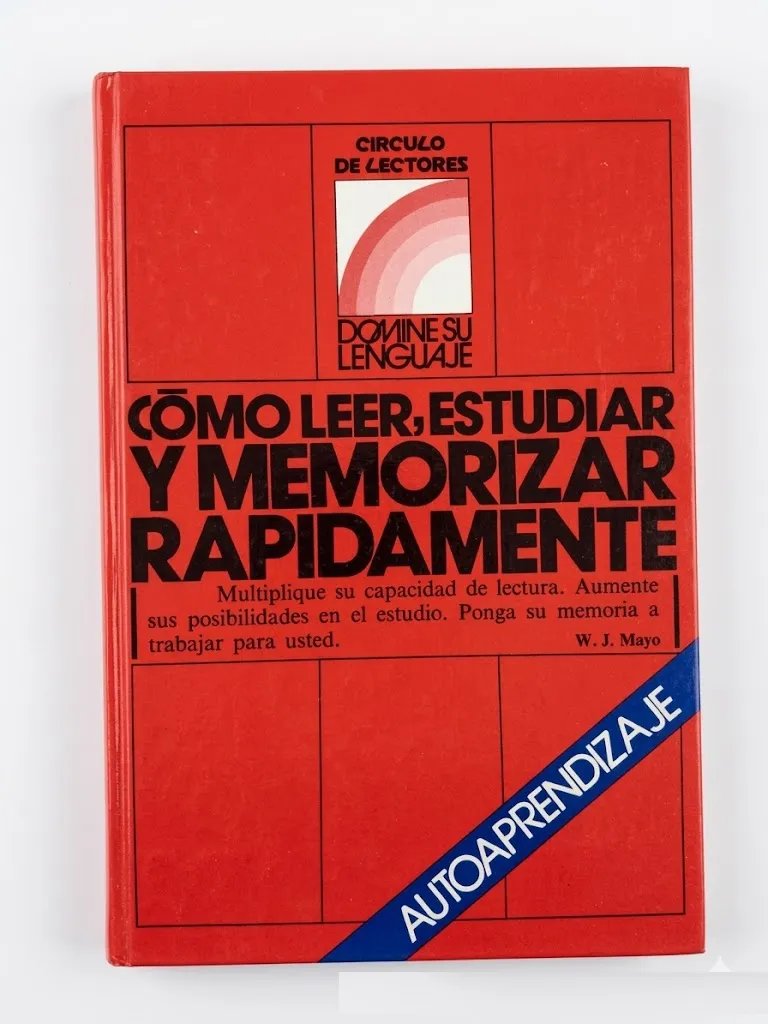 CIRCULO
DE LECTORES
DOMINE SU
LENGUAJE
CŌMO LEER, ESTUDIAR
Y MEMORIZAR
RAPIDAMENTE
Multiplique su capacidad de lectura. Aumente
sus posibilidades en el estudio. Ponga su memoria a
trabajar para usted.
W. J. Mayo
AUTOAPRENDIZAJE